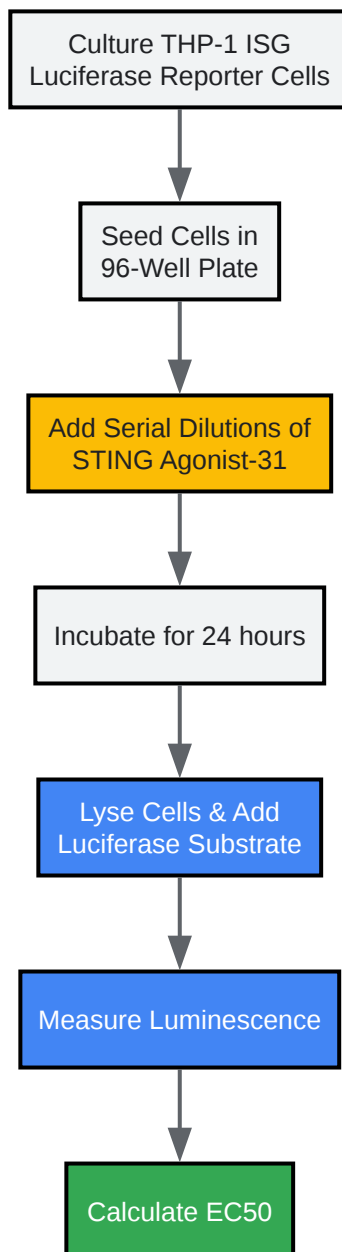 Culture THP-1 ISG
Luciferase Reporter Cells
Seed Cells in
96-Well Plate
Add Serial Dilutions of
STING Agonist-31
Incubate for 24 hours
Lyse Cells & Add
Luciferase Substrate
Measure Luminescence
Calculate EC50